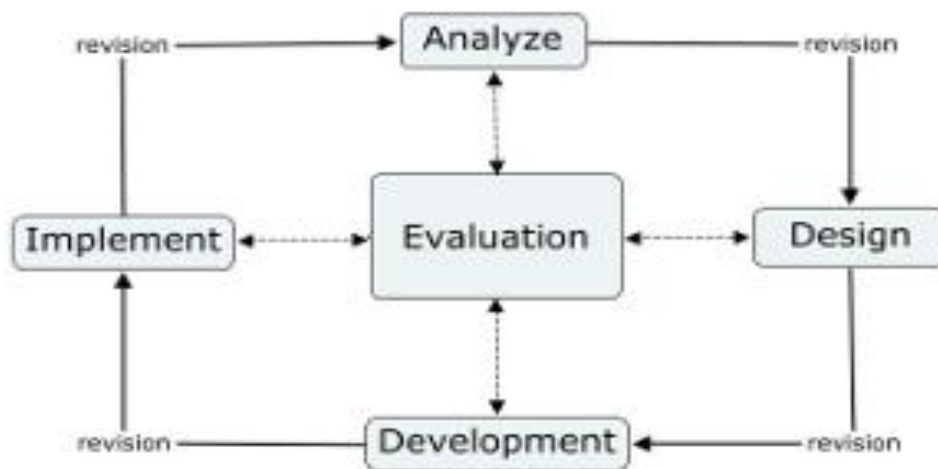 Analyze
revision
revision
Implement
Evaluation
Design
revision
Development
revision